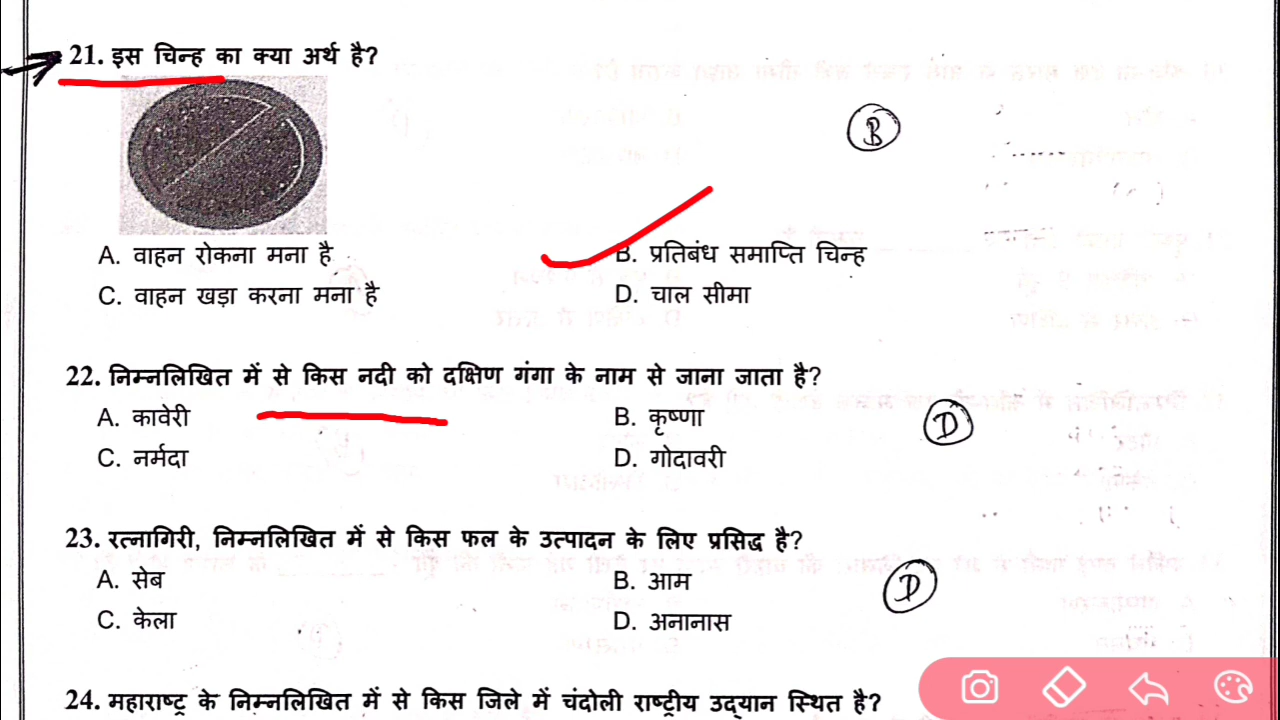 21. इस चिन्ह का क्या अर्थ है?
B
A. वाहन रोकना मना है
B. प्रतिबंध समाप्ति चिन्ह
C. वाहन खड़ा करना मना है
D. चाल सीमा
22. निम्नलिखित में से किस नदी को दक्षिण गंगा के नाम से जाना जाता है?
A. कावेरी
B. कृष्णा
D
C. नर्मदा
D. गोदावरी
23. रत्नागिरी, निम्नलिखित में से किस फल के उत्पादन के लिए प्रसिद्ध है?
A. सेब
B. आम
D
C. केला
D. अनानास
24. महाराष्ट्र के निम्नलिखित में से किस जिले में चंदोली राष्ट्रीय उद्यान स्थित है?